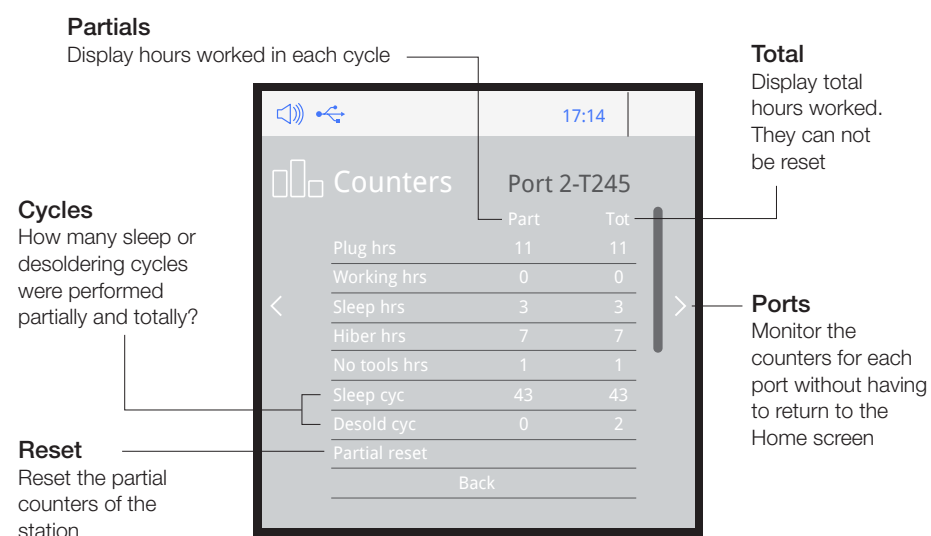 Partials
Display hours worked in each cycle
Total
Display total
hours worked.
They can not
be reset
17:14
Counters
Port 2-T245
Part Tot
Plug hrs 11 11
Working hrs 0 0
Sleep hrs 3 3
Hiber hrs 7 7
No tools hrs 1 1
Sleep cyc 43 43
Desold cyc 0 2
Partial reset
Back
Cycles
How many sleep or
desoldering cycles
were performed
partially and totally?
Reset
Reset the partial
counters of the
station
Ports
Monitor the
counters for each
port without having
to return to the
Home screen